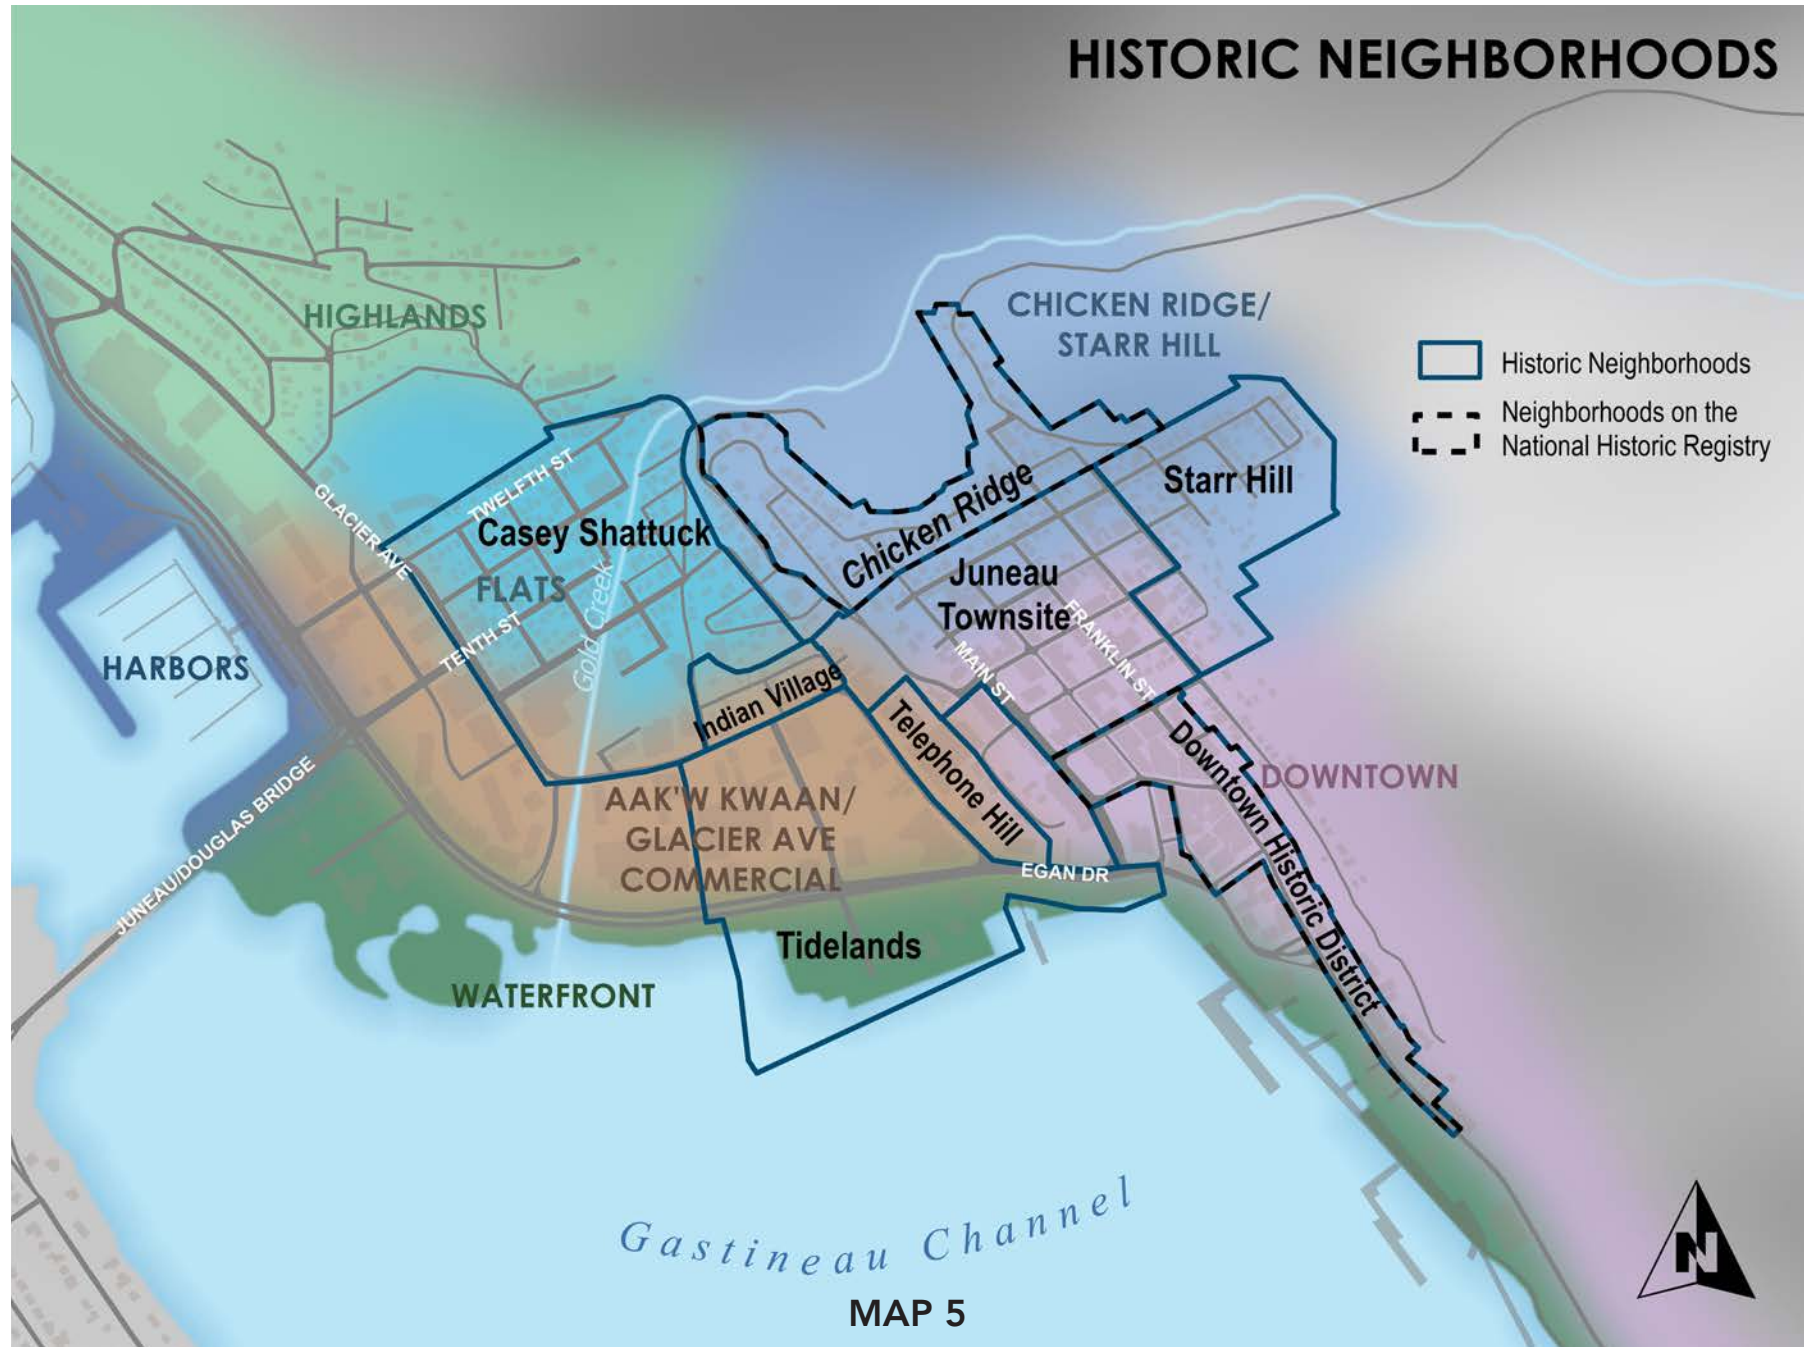 HISTORIC NEIGHBORHOODS
HIGHLANDS
CHICKEN RIDGE/
STARR HILL
Historic Neighborhoods
Neighborhoods on the
National Historic Registry
TWELFTH ST
GLACIER AVE
Casey Shattuck
FLATS
TENTH ST
Gold Creek
Chicken Ridge
Starr Hill
Juneau
Townsite
FRANKLIN ST
MAIN ST
HARBORS
Indian Village
Telephone Hill
Downtown Historic District
DOWNTOWN
JUNEAU/DOUGLAS BRIDGE
AAK'W KWAAN/
GLACIER AVE
COMMERCIAL
EGAN DR
Tidelands
WATERFRONT
Gastineau Channel
N
MAP 5